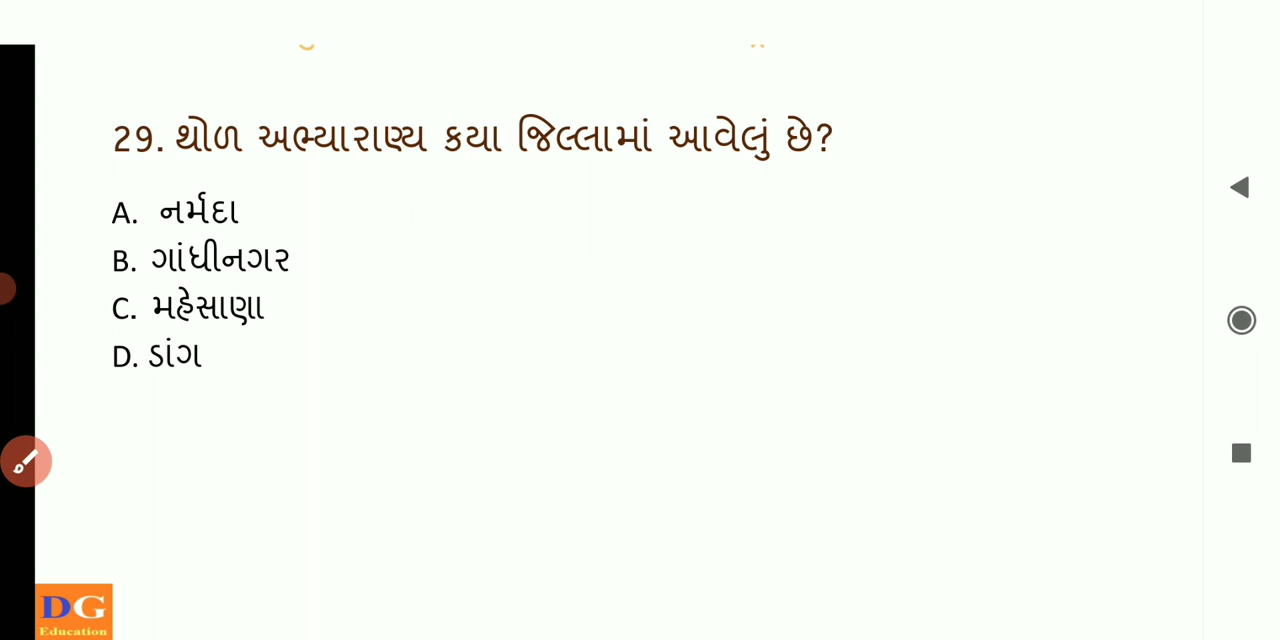 29. થોળ અભ્યારાણ્ય કયા જિલ્લામાં આવેલું છે?
A. નર્મદા
B. ગાંધીનગર
C. મહેસાણા
D. ડાંગ
DG
Education